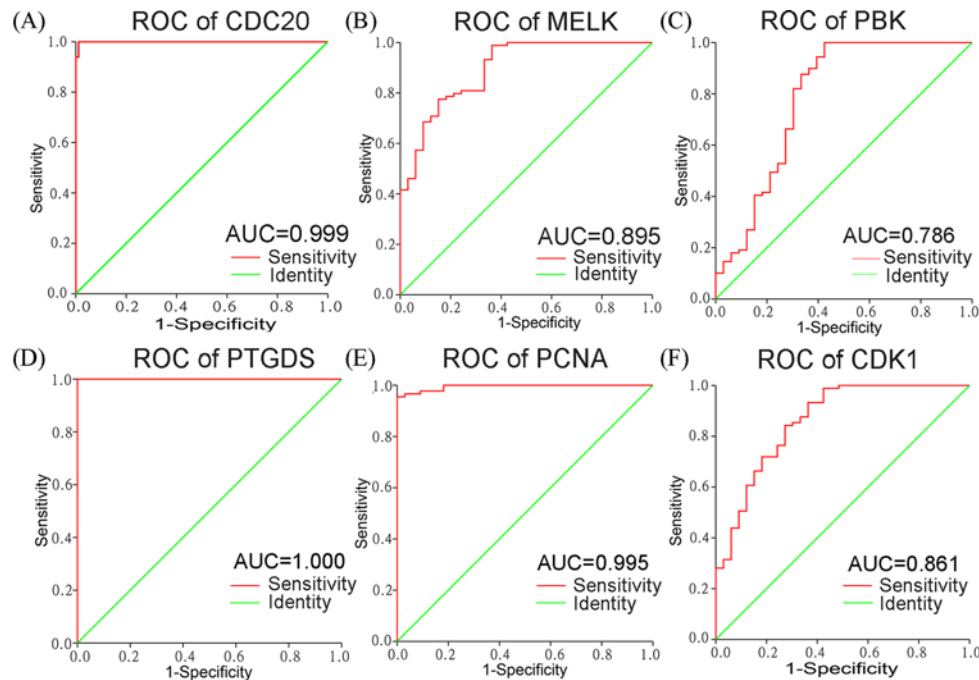 (A) ROC of CDC20
1.0
0.8
0.6
0.4
0.2
0.0
Sensitivity
AUC=0.999
Sensitivity
Identity
0.0 0.2 0.4 0.6 0.8 1.0
1-Specificity
(B) ROC of MELK
1.0
0.8
0.6
0.4
0.2
0.0
Sensitivity
AUC=0.895
Sensitivity
Identity
0.0 0.2 0.4 0.6 0.8 1.0
1-Specificity
(C) ROC of PBK
1.0
0.8
0.6
0.4
0.2
0.0
Sensitivity
AUC=0.786
Sensitivity
Identity
0.0 0.2 0.4 0.6 0.8 1.0
1-Specificity
(D) ROC of PTGDS
1.0
0.8
0.6
0.4
0.2
0.0
Sensitivity
AUC=1.000
Sensitivity
Identity
0.0 0.2 0.4 0.6 0.8 1.0
1-Specificity
(E) ROC of PCNA
1.0
0.8
0.6
0.4
0.2
0.0
Sensitivity
AUC=0.995
Sensitivity
Identity
0.0 0.2 0.4 0.6 0.8 1.0
1-Specificity
(F) ROC of CDK1
1.0
0.8
0.6
0.4
0.2
0.0
Sensitivity
AUC=0.861
Sensitivity
Identity
0.0 0.2 0.4 0.6 0.8 1.0
1-Specificity